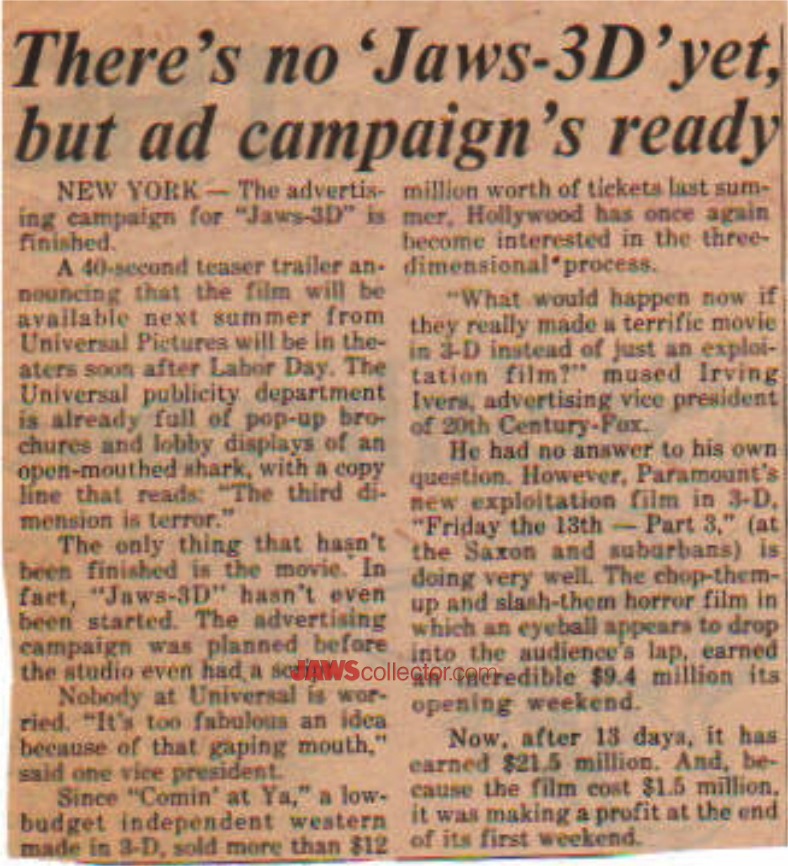 There's no 'Jaws-3D' yet,
but ad campaign's ready
NEW YORK — The advertis-
ing campaign for "Jaws-3D" is
finished.
A 40-second teaser trailer an-
nouncing that the film will be
available next summer from
Universal Pictures will be in the-
aters soon after Labor Day. The
Universal publicity department
is already full of pop-up bro-
chures and lobby displays of an
open-mouthed shark, with a copy
line that reads: "The third di-
mension is terror."
The only thing that hasn't
been finished is the movie. In
fact, "Jaws-3D" hasn't even
been started. The advertising
campaign was planned before
the studio even had a
Nobody at Universal is wor-
ried. "It's too fabulous an idea
because of that gaping mouth,"
said one vice president.
Since "Comin' at Ya," a low-
budget independent western
made in 3-D, sold more than $12
million worth of tickets last sum-
mer, Hollywood has once again
become interested in the three-
dimensional process.
"What would happen now if
they really made a terrific movie
in 3-D instead of just an exploi-
tation film?" mused Irving
Ivers, advertising vice president
of 20th Century-Fox.
He had no answer to his own
question. However, Paramount's
new exploitation film in 3-D,
"Friday the 13th — Part 3," (at
the Saxon and suburbans) is
doing very well. The chop-them-
up and slash-them horror film in
which an eyeball appears to drop
into the audience's lap, earned
an incredible $9.4 million its
opening weekend.
Now, after 13 days, it has
earned $21.5 million. And, be-
cause the film cost $1.5 million,
it was making a profit at the end
of its first weekend.
JAWScollector.com